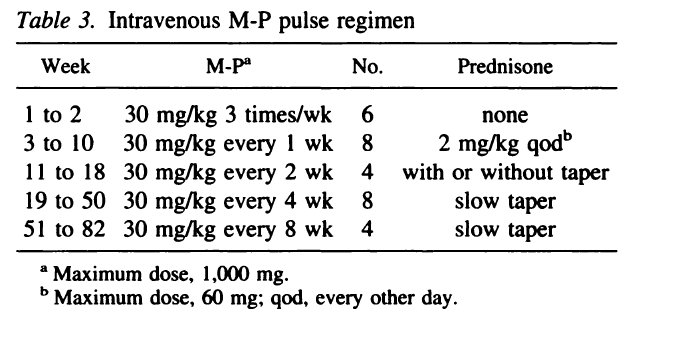 Table 3. Intravenous M-P pulse regimen
Week M-Pᵃ No. Prednisone
1 to 2 30 mg/kg 3 times/wk 6 none
3 to 10 30 mg/kg every 1 wk 8 2 mg/kg qodᵇ
11 to 18 30 mg/kg every 2 wk 4 with or without taper
19 to 50 30 mg/kg every 4 wk 8 slow taper
51 to 82 30 mg/kg every 8 wk 4 slow taper
ᵃ Maximum dose, 1,000 mg.
ᵇ Maximum dose, 60 mg; qod, every other day.